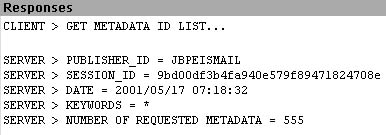 Responses
CLIENT > GET METADATA ID LIST...
SERVER > PUBLISHER_ID = JBPEISMAIL
SERVER > SESSION_ID = 9bd00df3b4fa940e579f89471824708e
SERVER > DATE = 2001/05/17 07:18:32
SERVER > KEYWORDS = *
SERVER > NUMBER OF REQUESTED METADATA = 555